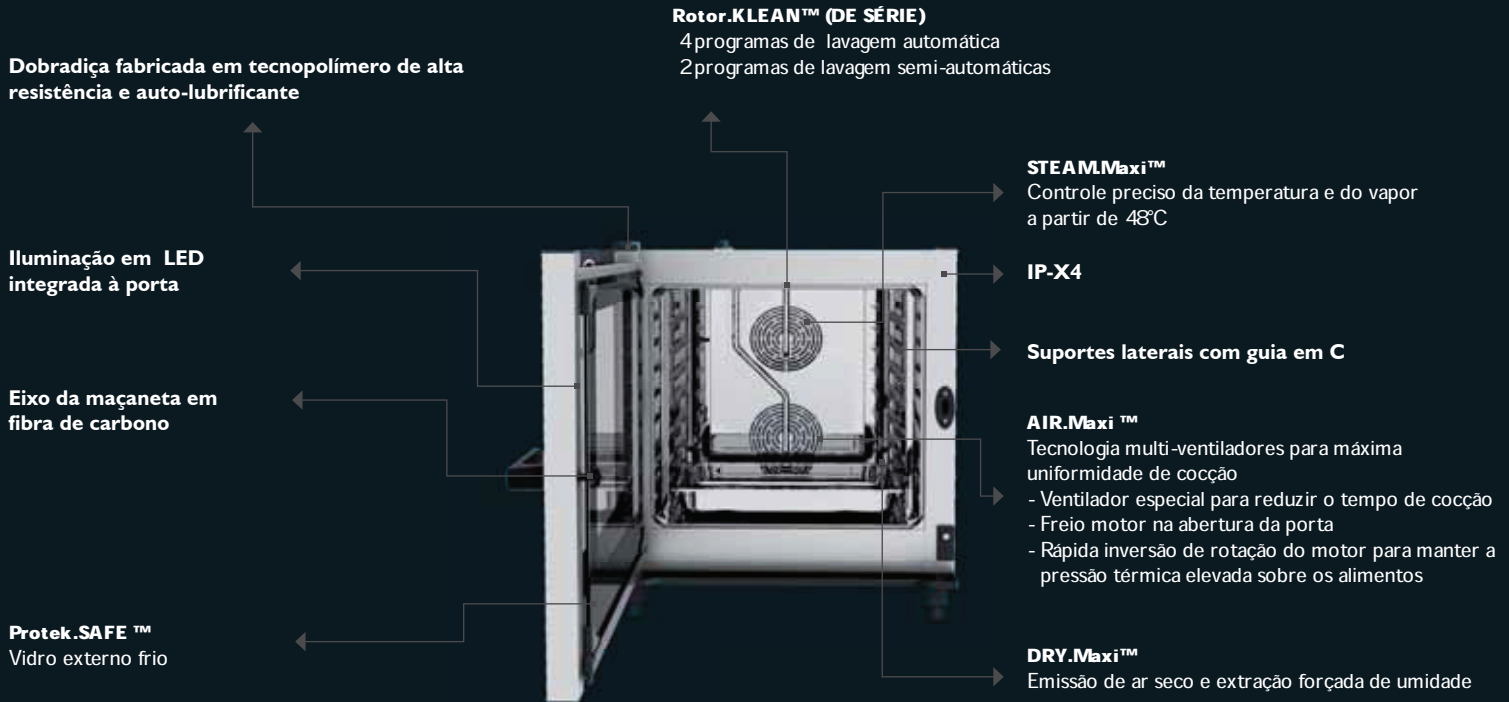 Rotor.KLEAN™ (DE SÉRIE)
4 programas de lavagem automática
2 programas de lavagem semi-automáticas
Dobradiça fabricada em tecnopolímero de alta
resistência e auto-lubrificante
Iluminação em LED
integrada à porta
Eixo da maçaneta em
fibra de carbono
Protek.SAFE ™
Vidro externo frio
STEAM.Maxi™
Controle preciso da temperatura e do vapor
a partir de 48°C
IP-X4
Suportes laterais com guia em C
AIR.Maxi ™
Tecnologia multi-ventiladores para máxima
uniformidade de cocção
- Ventilador especial para reduzir o tempo de cocção
- Freio motor na abertura da porta
- Rápida inversão de rotação do motor para manter a
pressão térmica elevada sobre os alimentos
DRY.Maxi™
Emissão de ar seco e extração forçada de umidade